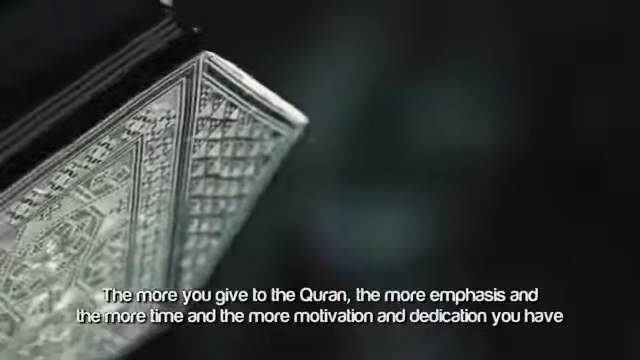 The more you give to the Quran, the more emphasis and
the more time and the more motivation and dedication you have